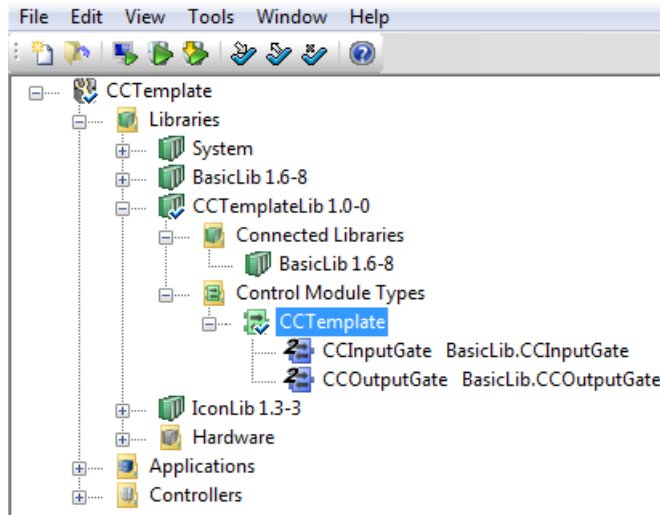 File Edit View Tools Window Help
CCTemplate
Libraries
System
BasicLib 1.6-8
CCTemplateLib 1.0-0
Connected Libraries
BasicLib 1.6-8
Control Module Types
CCTemplate
2 CCInputGate BasicLib.CCInputGate
2 CCOutputGate BasicLib.CCOutputGate
IconLib 1.3-3
Hardware
Applications
Controllers